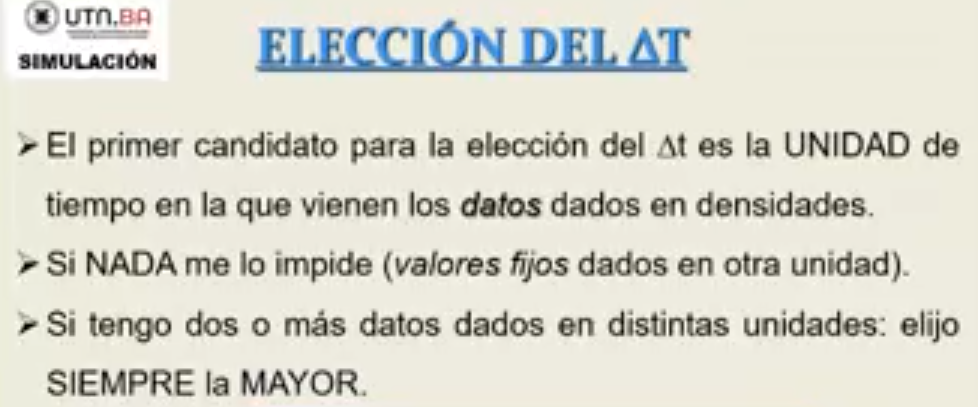 UTN.BA
SIMULACIÓN
ELECCIÓN DEL ΔT
➢ El primer candidato para la elección del Δt es la UNIDAD de
tiempo en la que vienen los datos dados en densidades.
➢ Si NADA me lo impide (valores fijos dados en otra unidad).
➢ Si tengo dos o más datos dados en distintas unidades: elijo
SIEMPRE la MAYOR.